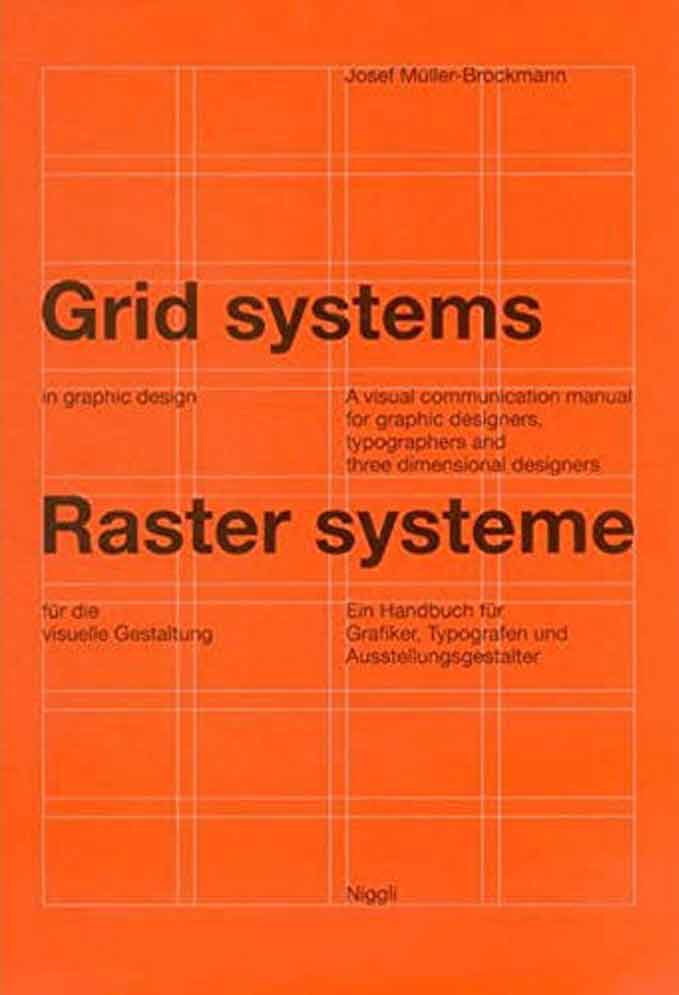 Josef Müller-Brockmann
Grid systems
in graphic design
A visual communication manual
for graphic designers,
typographers and
three dimensional designers
Raster systeme
für die
visuelle Gestaltung
Ein Handbuch für
Grafiker, Typografen und
Ausstellungsgestalter
Niggli